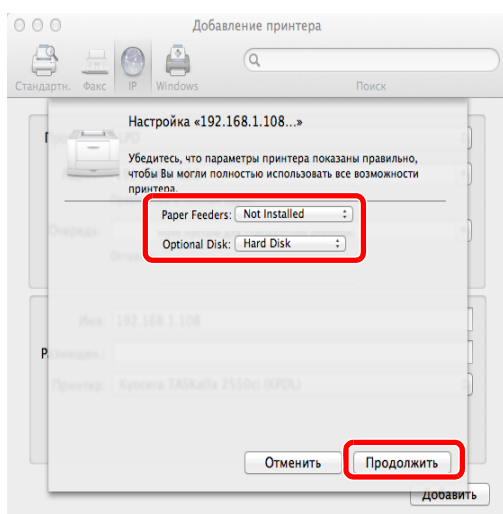 Добавление принтера
Стандартн.
Факс
IP
Windows
Поиск
Настройка «192.168.1.108...»
Убедитесь, что параметры принтера показаны правильно,
чтобы Вы могли полностью использовать все возможности
принтера.
Paper Feeders: Not Installed
Optional Disk: Hard Disk
Очередь:
Имя: 192.168.1.108
Принтер: Kyocera TASKalfa 2550ci (KPDL)
Отменить
Продолжить
Добавить